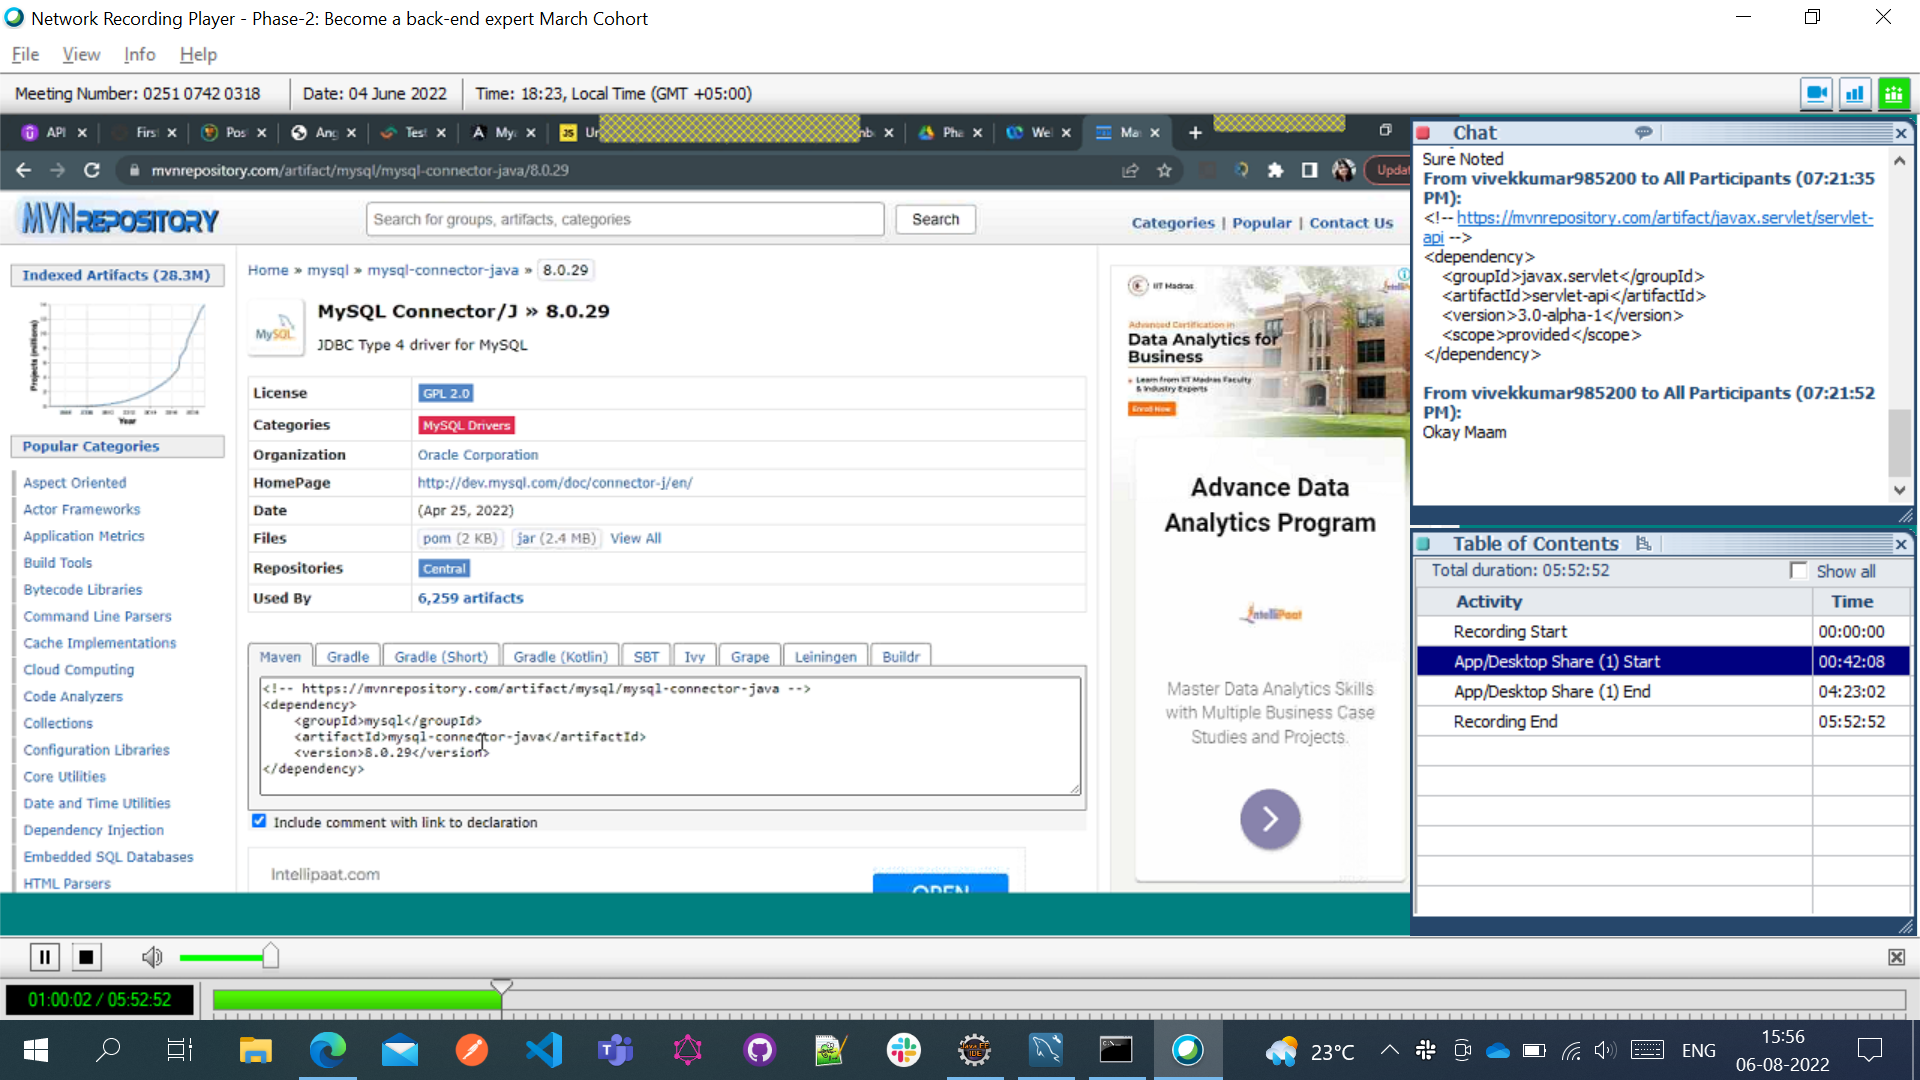 Network Recording Player - Phase-2: Become a back-end expert March Cohort
File View Info Help
Meeting Number: 0251 0742 0318
Date: 04 June 2022
Time: 18:23, Local Time (GMT +05:00)
API Firs Pos Ang Test My JS Ur Pha We Ma
mvnrepository.com/artifact/mysql/mysql-connector-java/8.0.29
Updat
MVNREPOSITORY
Search for groups, artifacts, categories
Search
Categories | Popular | Contact Us
Indexed Artifacts (28.3M)
Projects (millions)
Year
Popular Categories
Aspect Oriented
Actor Frameworks
Application Metrics
Build Tools
Bytecode Libraries
Command Line Parsers
Cache Implementations
Cloud Computing
Code Analyzers
Collections
Configuration Libraries
Core Utilities
Date and Time Utilities
Dependency Injection
Embedded SQL Databases
HTML Parsers
Home » mysql » mysql-connector-java » 8.0.29
MySQL
MySQL Connector/J » 8.0.29
JDBC Type 4 driver for MySQL
License GPL 2.0
Categories MySQL Drivers
Organization Oracle Corporation
HomePage http://dev.mysql.com/doc/connector-j/en/
Date (Apr 25, 2022)
Files pom (2 KB) jar (2.4 MB) View All
Repositories Central
Used By 6,259 artifacts
Maven Gradle Gradle (Short) Gradle (Kotlin) SBT Ivy Grape Leiningen Buildr
<!-- https://mvnrepository.com/artifact/mysql/mysql-connector-java -->
<dependency>
<groupId>mysql</groupId>
<artifactId>mysql-connector-java</artifactId>
<version>8.0.29</version>
</dependency>
Include comment with link to declaration
Intellipaat.com
OPEN
IIT Madras
Advanced Certification in
Data Analytics for
Business
Learn from IIT Madras Faculty
& Industry Experts
Enroll Now
Advance Data
Analytics Program
IntelliPaat
Master Data Analytics Skills
with Multiple Business Case
Studies and Projects.
Chat
Sure Noted
From vivekkumar985200 to All Participants (07:21:35
PM):
<!-- https://mvnrepository.com/artifact/javax.servlet/servlet-
api -->
<dependency>
<groupId>javax.servlet</groupId>
<artifactId>servlet-api</artifactId>
<version>3.0-alpha-1</version>
<scope>provided</scope>
</dependency>
From vivekkumar985200 to All Participants (07:21:52
PM):
Okay Maam
Table of Contents
Total duration: 05:52:52
Show all
Activity Time
Recording Start 00:00:00
App/Desktop Share (1) Start 00:42:08
App/Desktop Share (1) End 04:23:02
Recording End 05:52:52
01:00:02 / 05:52:52
23°C
ENG
15:56
06-08-2022